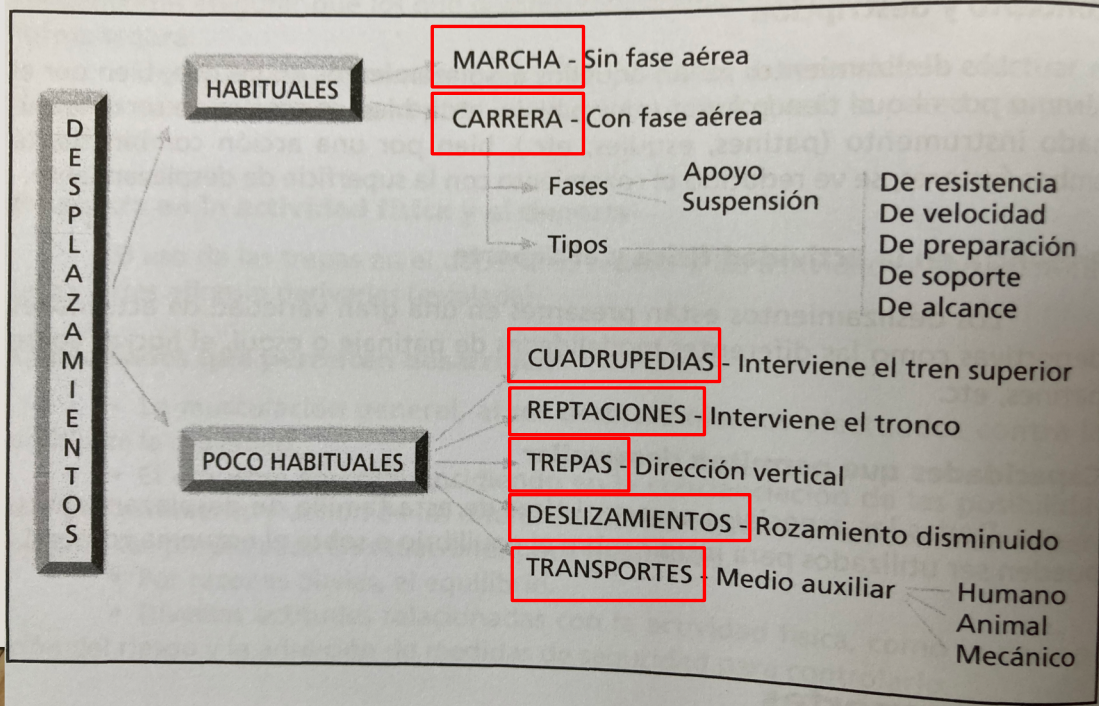 DESPLAZAMIENTOS
HABITUALES
MARCHA - Sin fase aérea
CARRERA - Con fase aérea
Fases
Apoyo
Suspensión
Tipos
De resistencia
De velocidad
De preparación
De soporte
De alcance
POCO HABITUALES
CUADRUPEDIAS - Interviene el tren superior
REPTACIONES - Interviene el tronco
TREPAS - Dirección vertical
DESLIZAMIENTOS - Rozamiento disminuido
TRANSPORTES - Medio auxiliar
Humano
Animal
Mecánico